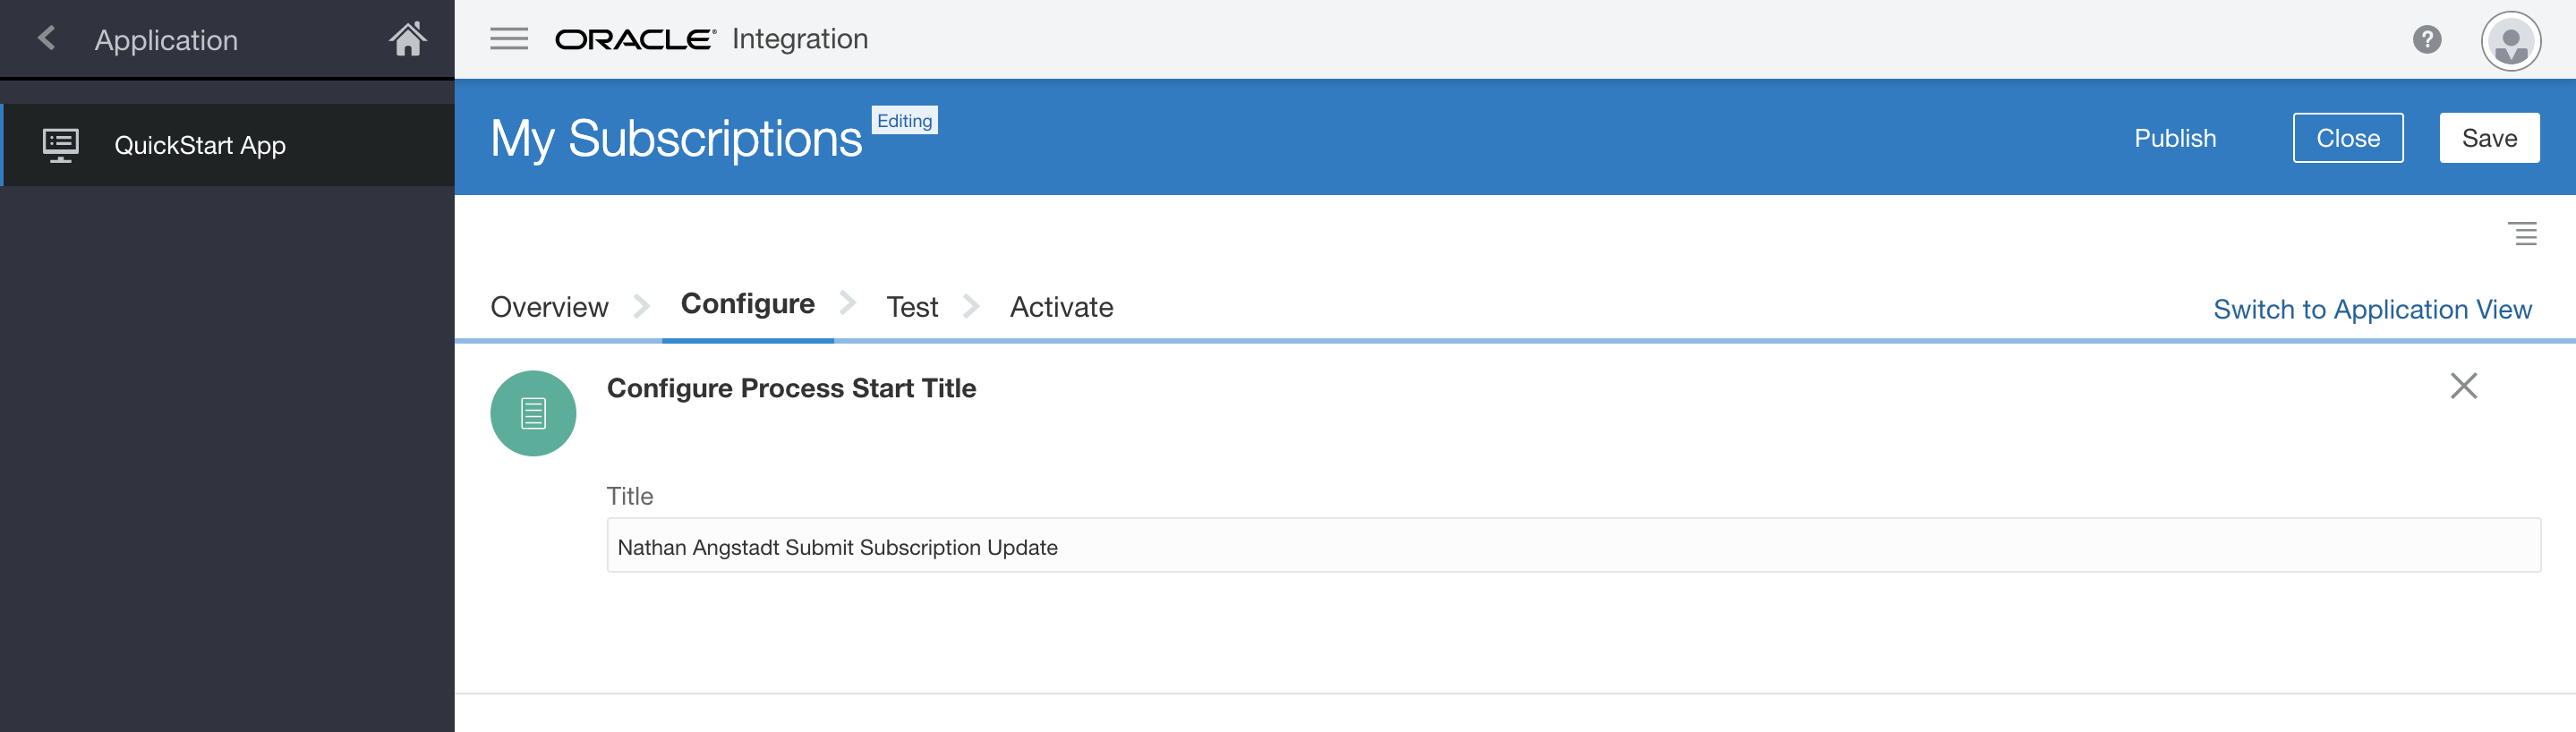 Application
QuickStart App
ORACLE® Integration
?
My Subscriptions Editing
Publish
Close
Save
Overview
Configure
Test
Activate
Switch to Application View
Configure Process Start Title
Title
Nathan Angstadt Submit Subscription Update